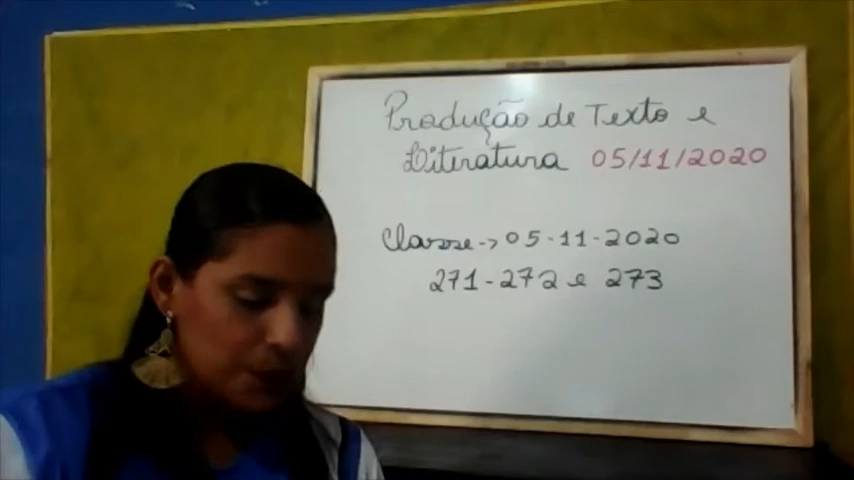 Produção de Texto e
Literatura 05/11/2020
Classe -> 05-11-2020
271-272 e 273